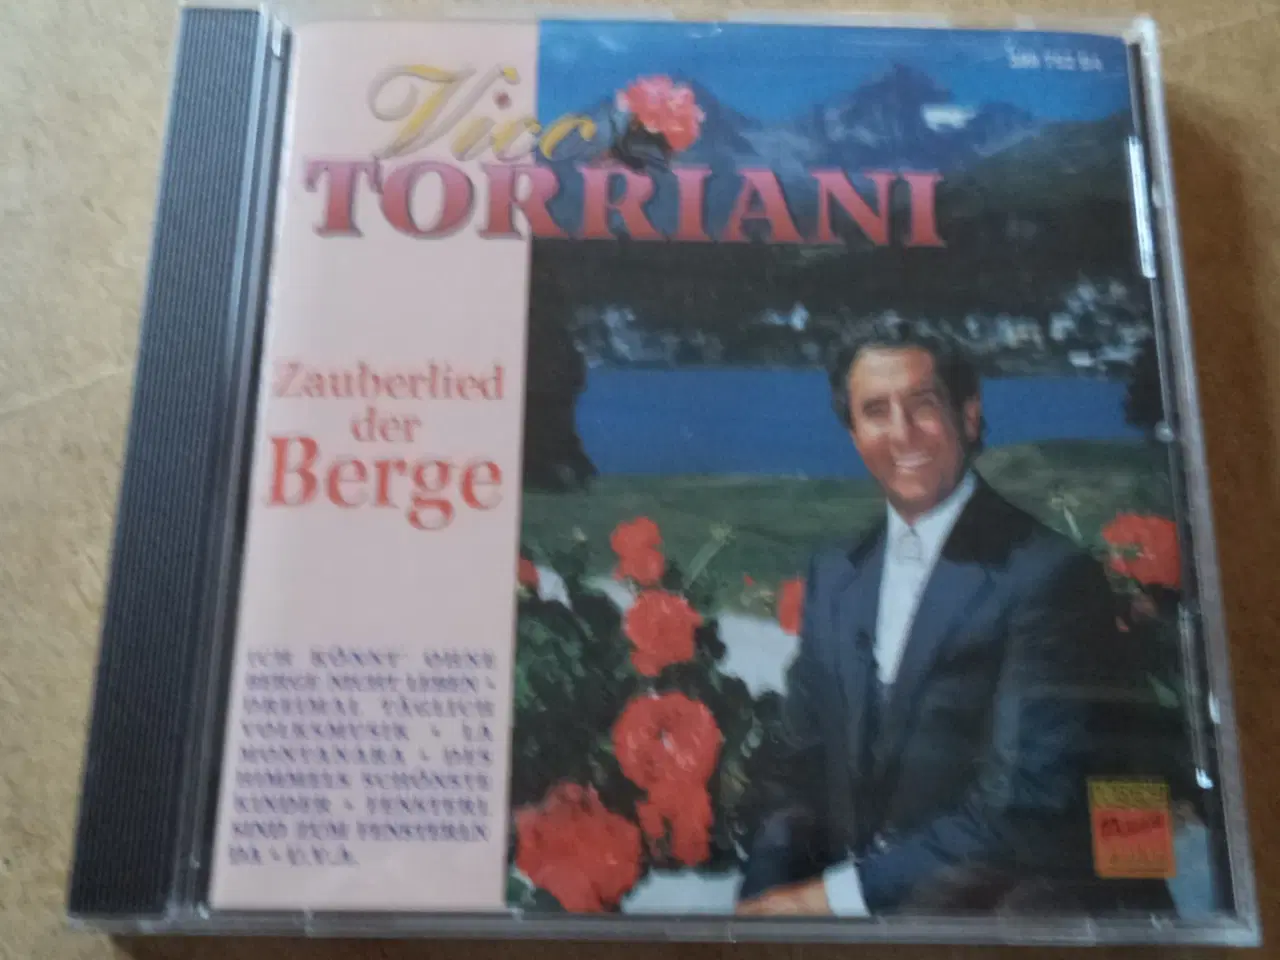 Vico
TORRIANI
Zauberlied
der
Berge
ICH KÖNNT' OHNE
BERGE NICHT LEBEN •
DREIMAL TÄGLICH
VOLKSMUSIK • LA
MONTANARA • DES
HIMMELS SCHÖNSTE
KINDER • FENSTERL
SIND ZUM FENSTERLN
DA • U.V.A.